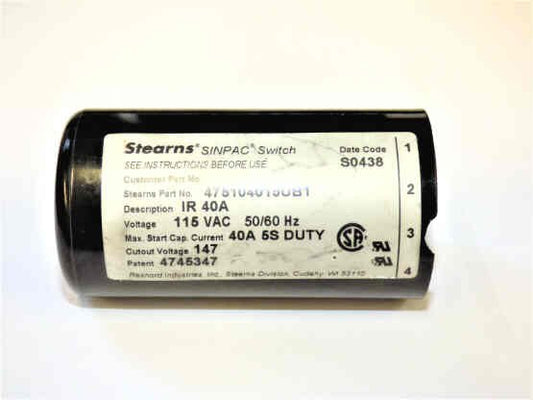 Stearns® SINPAC® Switch Date Code
SEE INSTRUCTIONS BEFORE USE S0438
Customer Part No.
Stearns Part No. 475104019UB1
Description IR 40A
Voltage 115 VAC 50/60 Hz
Max. Start Cap. Current 40A 5S DUTY
Cutout Voltage 147
Patent 4745347
Rexnord Industries, Inc., Stearns Division, Cudahy, WI 53110
1
2
3
4